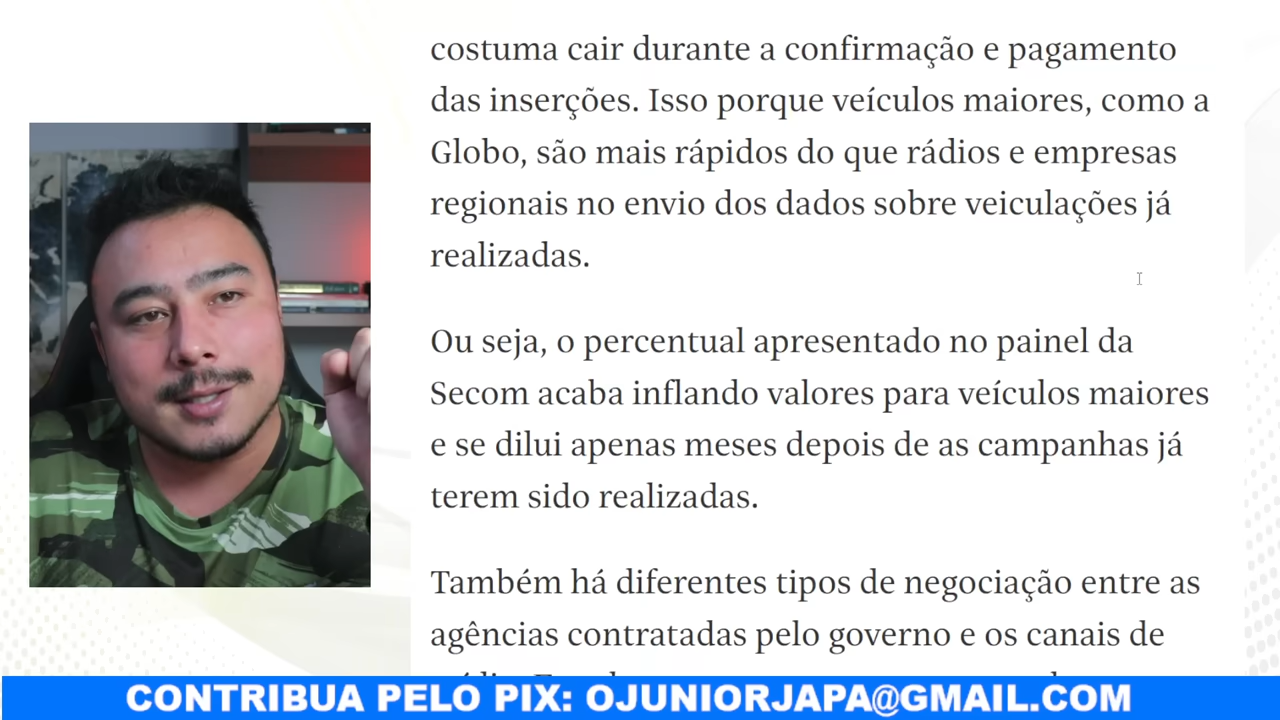 costuma cair durante a confirmação e pagamento
das inserções. Isso porque veículos maiores, como a
Globo, são mais rápidos do que rádios e empresas
regionais no envio dos dados sobre veiculações já
realizadas.
Ou seja, o percentual apresentado no painel da
Secom acaba inflando valores para veículos maiores
e se dilui apenas meses depois de as campanhas já
terem sido realizadas.
Também há diferentes tipos de negociação entre as
agências contratadas pelo governo e os canais de
CONTRIBUA PELO PIX: OJUNIORJAPA@GMAIL.COM